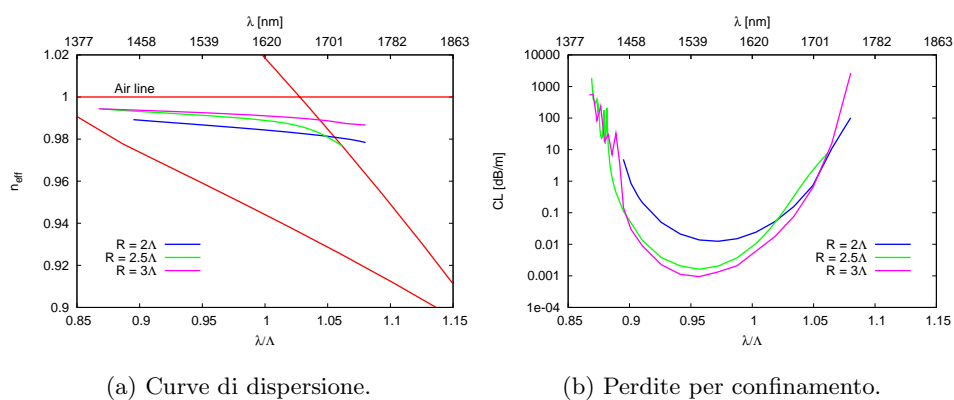 λ [nm]
1377 1458 1539 1620 1701 1782 1863
1.02
1
0.98
0.96
0.94
0.92
0.9
n_eff
Air line
R = 2Λ
R = 2.5Λ
R = 3Λ
0.85 0.9 0.95 1 1.05 1.1 1.15
λ/Λ
(a) Curve di dispersione.
λ [nm]
1377 1458 1539 1620 1701 1782 1863
10000
1000
100
10
1
0.1
0.01
0.001
1e-04
CL [dB/m]
R = 2Λ
R = 2.5Λ
R = 3Λ
0.85 0.9 0.95 1 1.05 1.1 1.15
λ/Λ
(b) Perdite per confinamento.